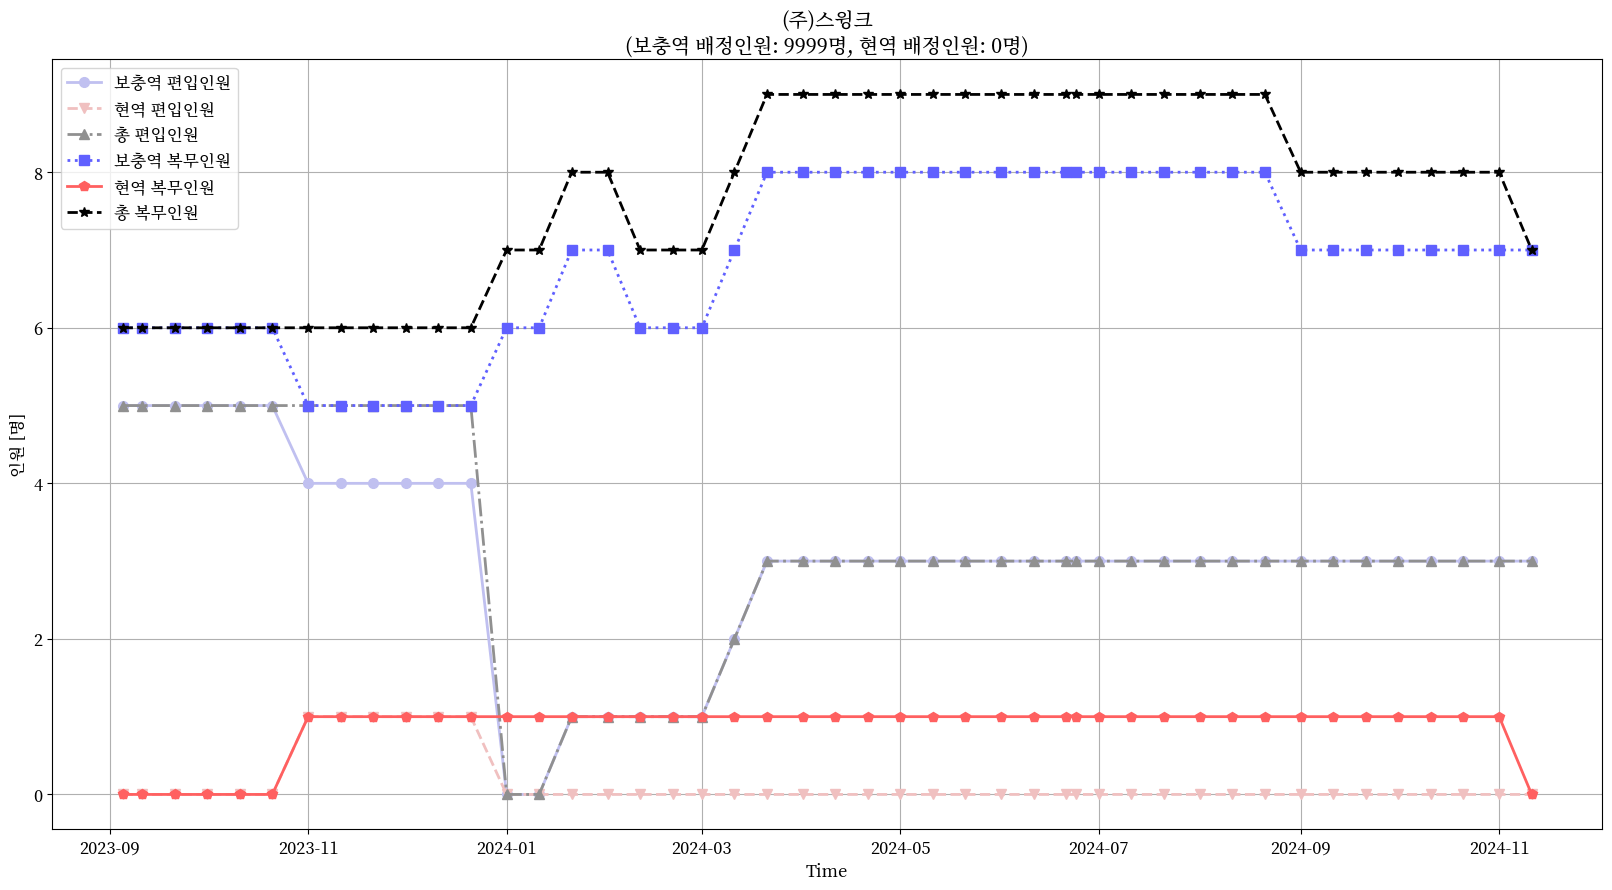 (주)스윙크
(보충역 배정인원: 9999명, 현역 배정인원: 0명)
보충역 편입인원
현역 편입인원
총 편입인원
보충역 복무인원
현역 복무인원
총 복무인원
인원 [명]
8
6
4
2
0
2023-09
2023-11
2024-01
2024-03
2024-05
2024-07
2024-09
2024-11
Time